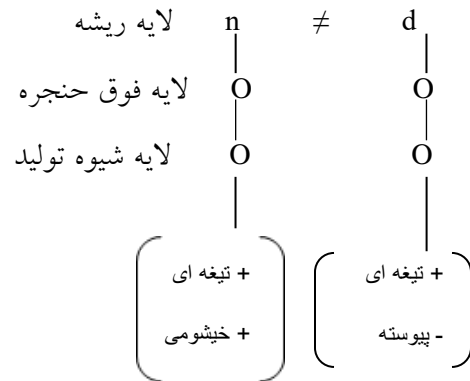 لایه ریشه n ≠ d
لایه فوق حنجره O O
لایه شیوه تولید O O
+ تیغه ای + تیغه ای
+ خیشومی - پیوسته